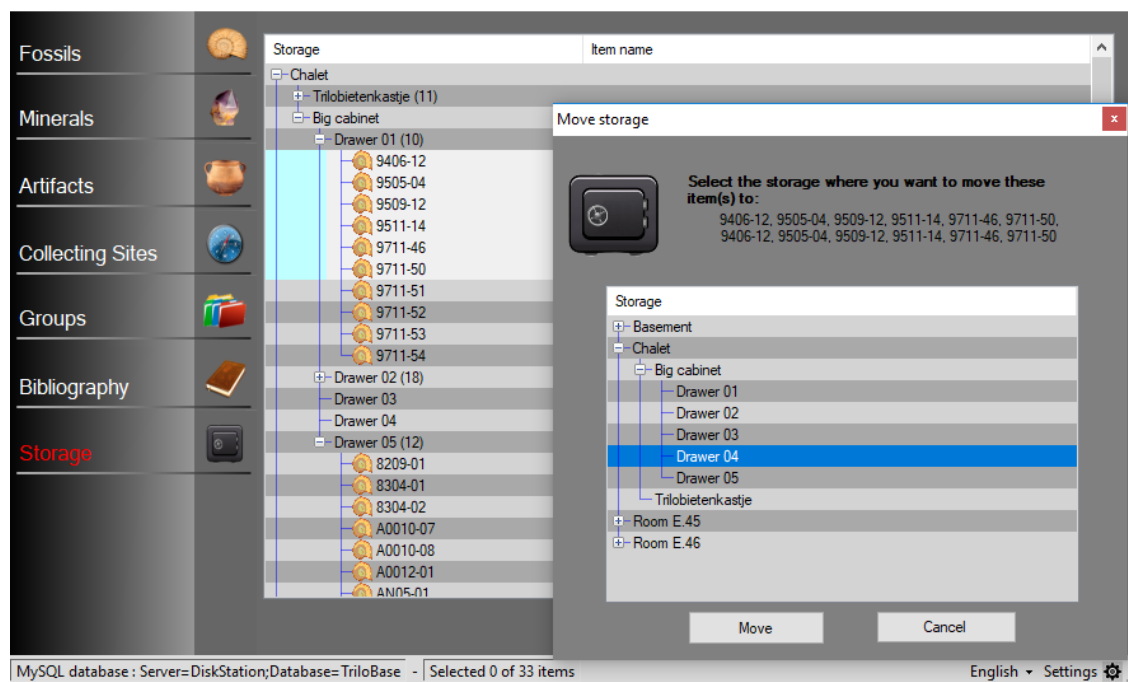 Fossils
Minerals
Artifacts
Collecting Sites
Groups
Bibliography
Storage
Storage Item name
Chalet
Trilobietenkastje (11)
Big cabinet
Drawer 01 (10)
9406-12
9505-04
9509-12
9511-14
9711-46
9711-50
9711-51
9711-52
9711-53
9711-54
Drawer 02 (18)
Drawer 03
Drawer 04
Drawer 05 (12)
8209-01
8304-01
8304-02
A0010-07
A0010-08
A0012-01
AN05-01
Move storage x
Select the storage where you want to move these
item(s) to:
9406-12, 9505-04, 9509-12, 9511-14, 9711-46, 9711-50,
9406-12, 9505-04, 9509-12, 9511-14, 9711-46, 9711-50
Storage
Basement
Chalet
Big cabinet
Drawer 01
Drawer 02
Drawer 03
Drawer 04
Drawer 05
Trilobietenkastje
Room E.45
Room E.46
Move Cancel
MySQL database : Server=DiskStation;Database=TriloBase - Selected 0 of 33 items English Settings